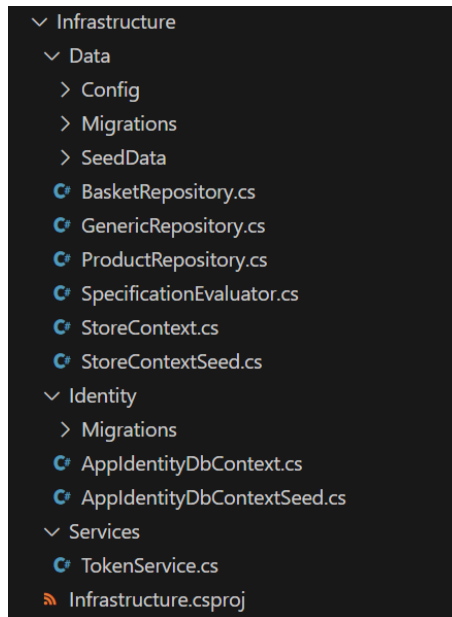 Infrastructure
Data
Config
Migrations
SeedData
C# BasketRepository.cs
C# GenericRepository.cs
C# ProductRepository.cs
C# SpecificationEvaluator.cs
C# StoreContext.cs
C# StoreContextSeed.cs
Identity
Migrations
C# AppIdentityDbContext.cs
C# AppIdentityDbContextSeed.cs
Services
C# TokenService.cs
Infrastructure.csproj